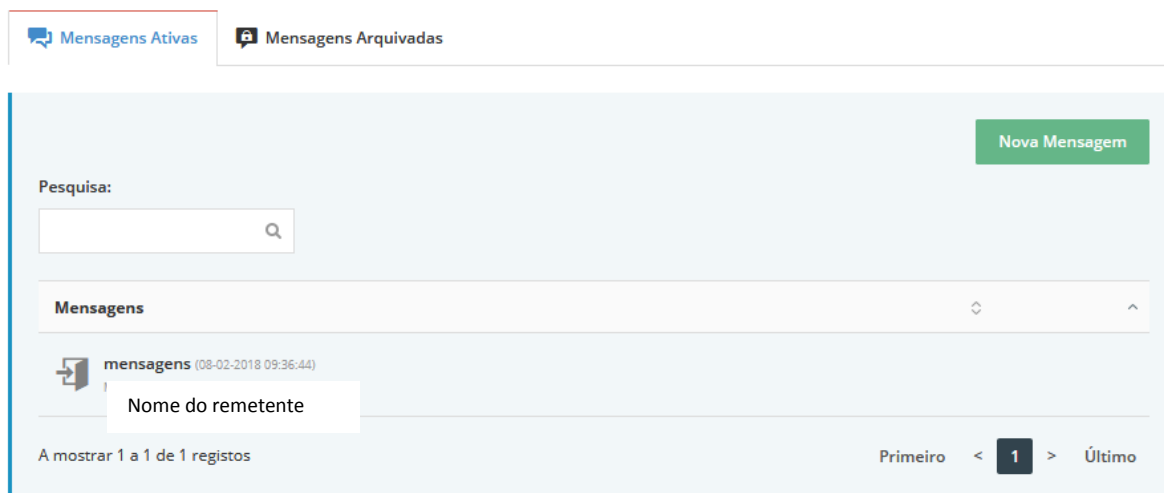 Mensagens Ativas Mensagens Arquivadas
Nova Mensagem
Pesquisa:
Mensagens
mensagens (08-02-2018 09:36:44)
Nome do remetente
A mostrar 1 a 1 de 1 registos Primeiro < 1 > Último